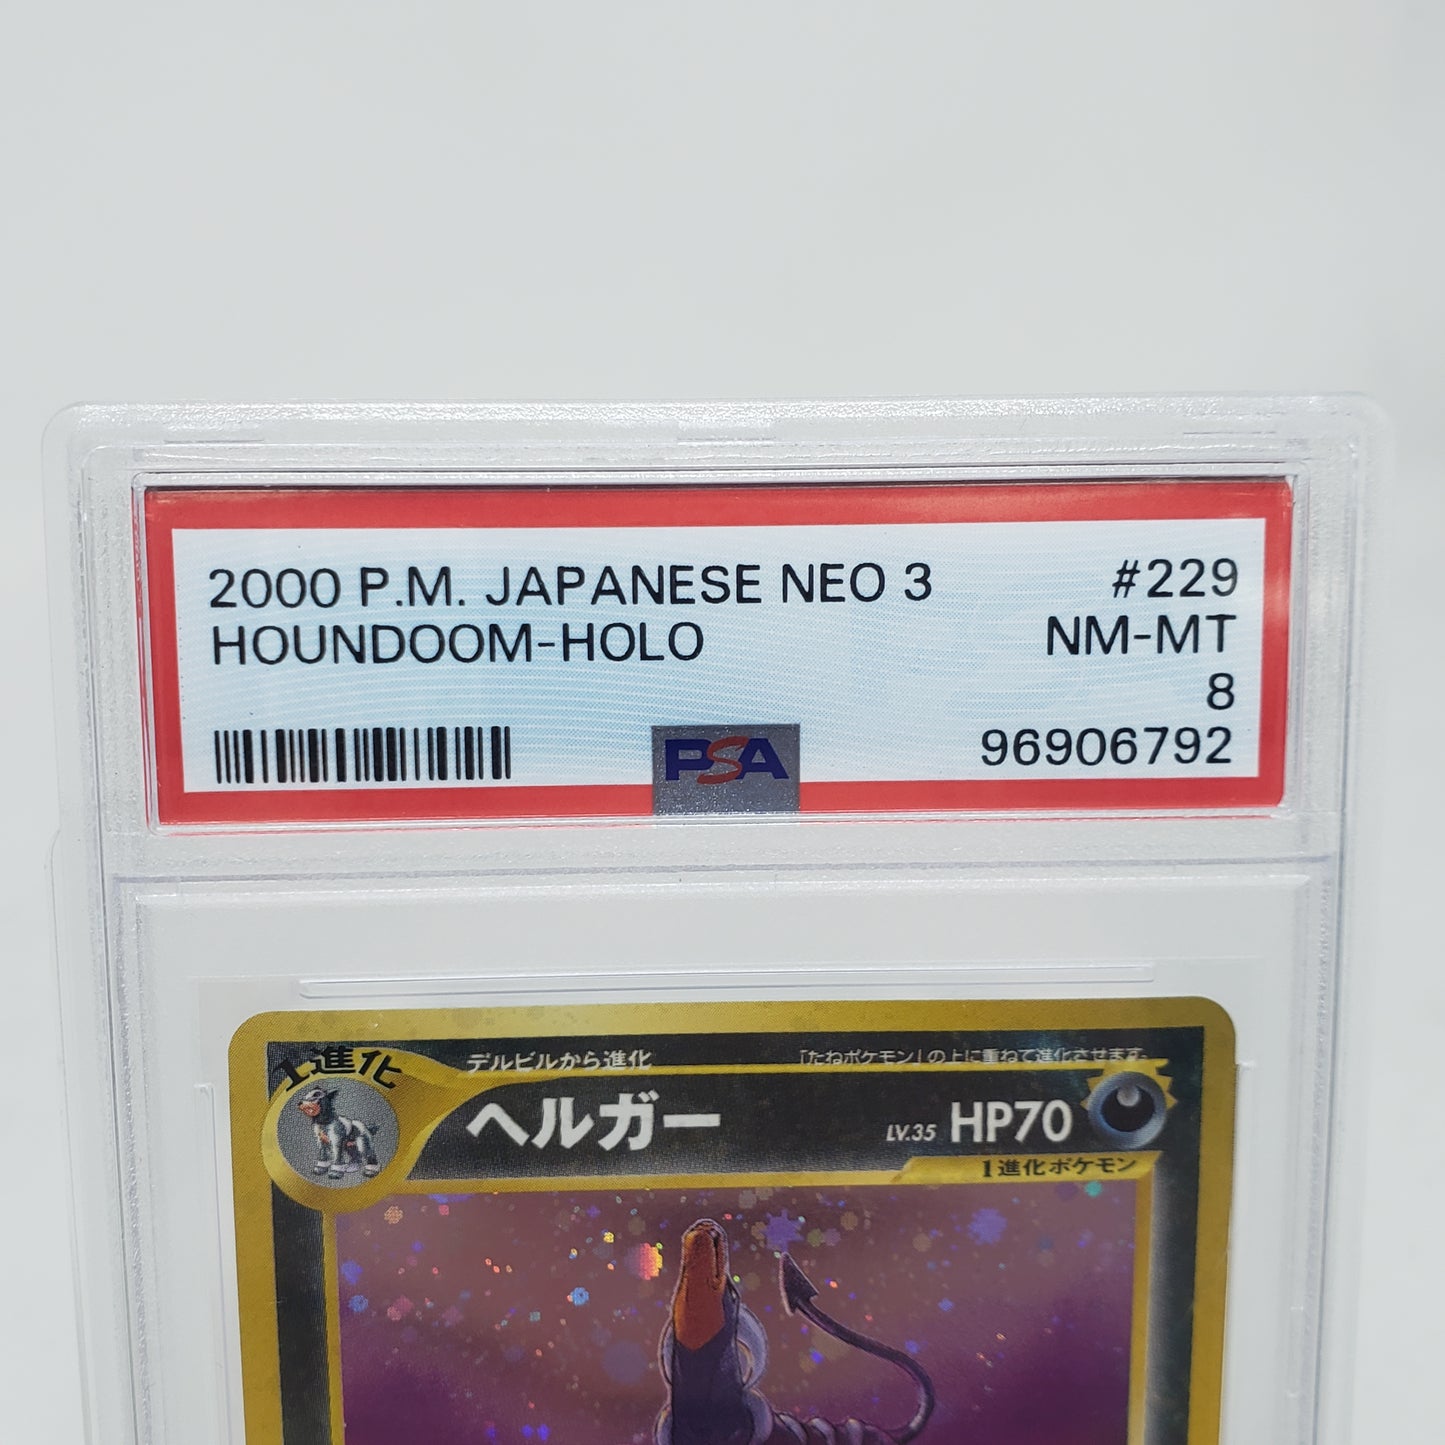 2000 P.M. JAPANESE NEO 3 #229
HOUNDOOM-HOLO NM-MT
8
PSA 96906792
1進化 デルビルから進化 「たねポケモン」の上に重ねて進化させます。
ヘルガー LV.35 HP70
1進化ポケモン